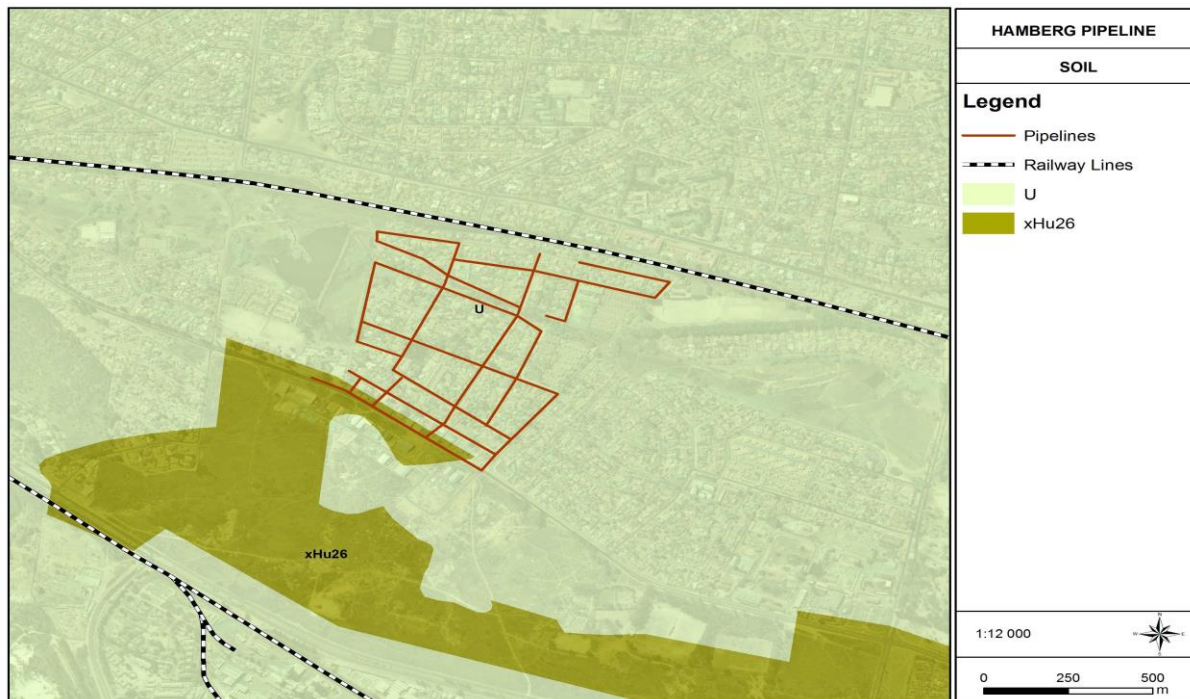 HAMBERG PIPELINE
SOIL
Legend
Pipelines
Railway Lines
U
xHu26
U
xHu26
1:12 000
N
W E
S
0 250 500
m